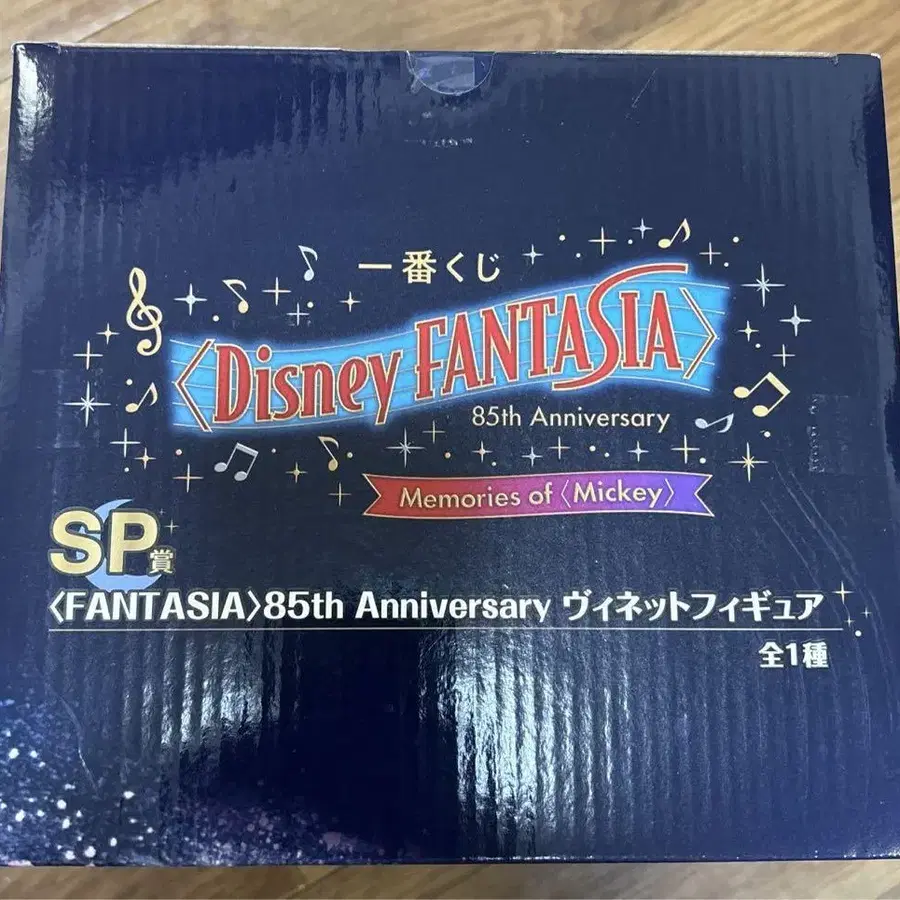 一番くじ
〈Disney FANTASIA〉
85th Anniversary
Memories of〈Mickey〉
SP賞
〈FANTASIA〉85th Anniversary ヴィネットフィギュア
全1種